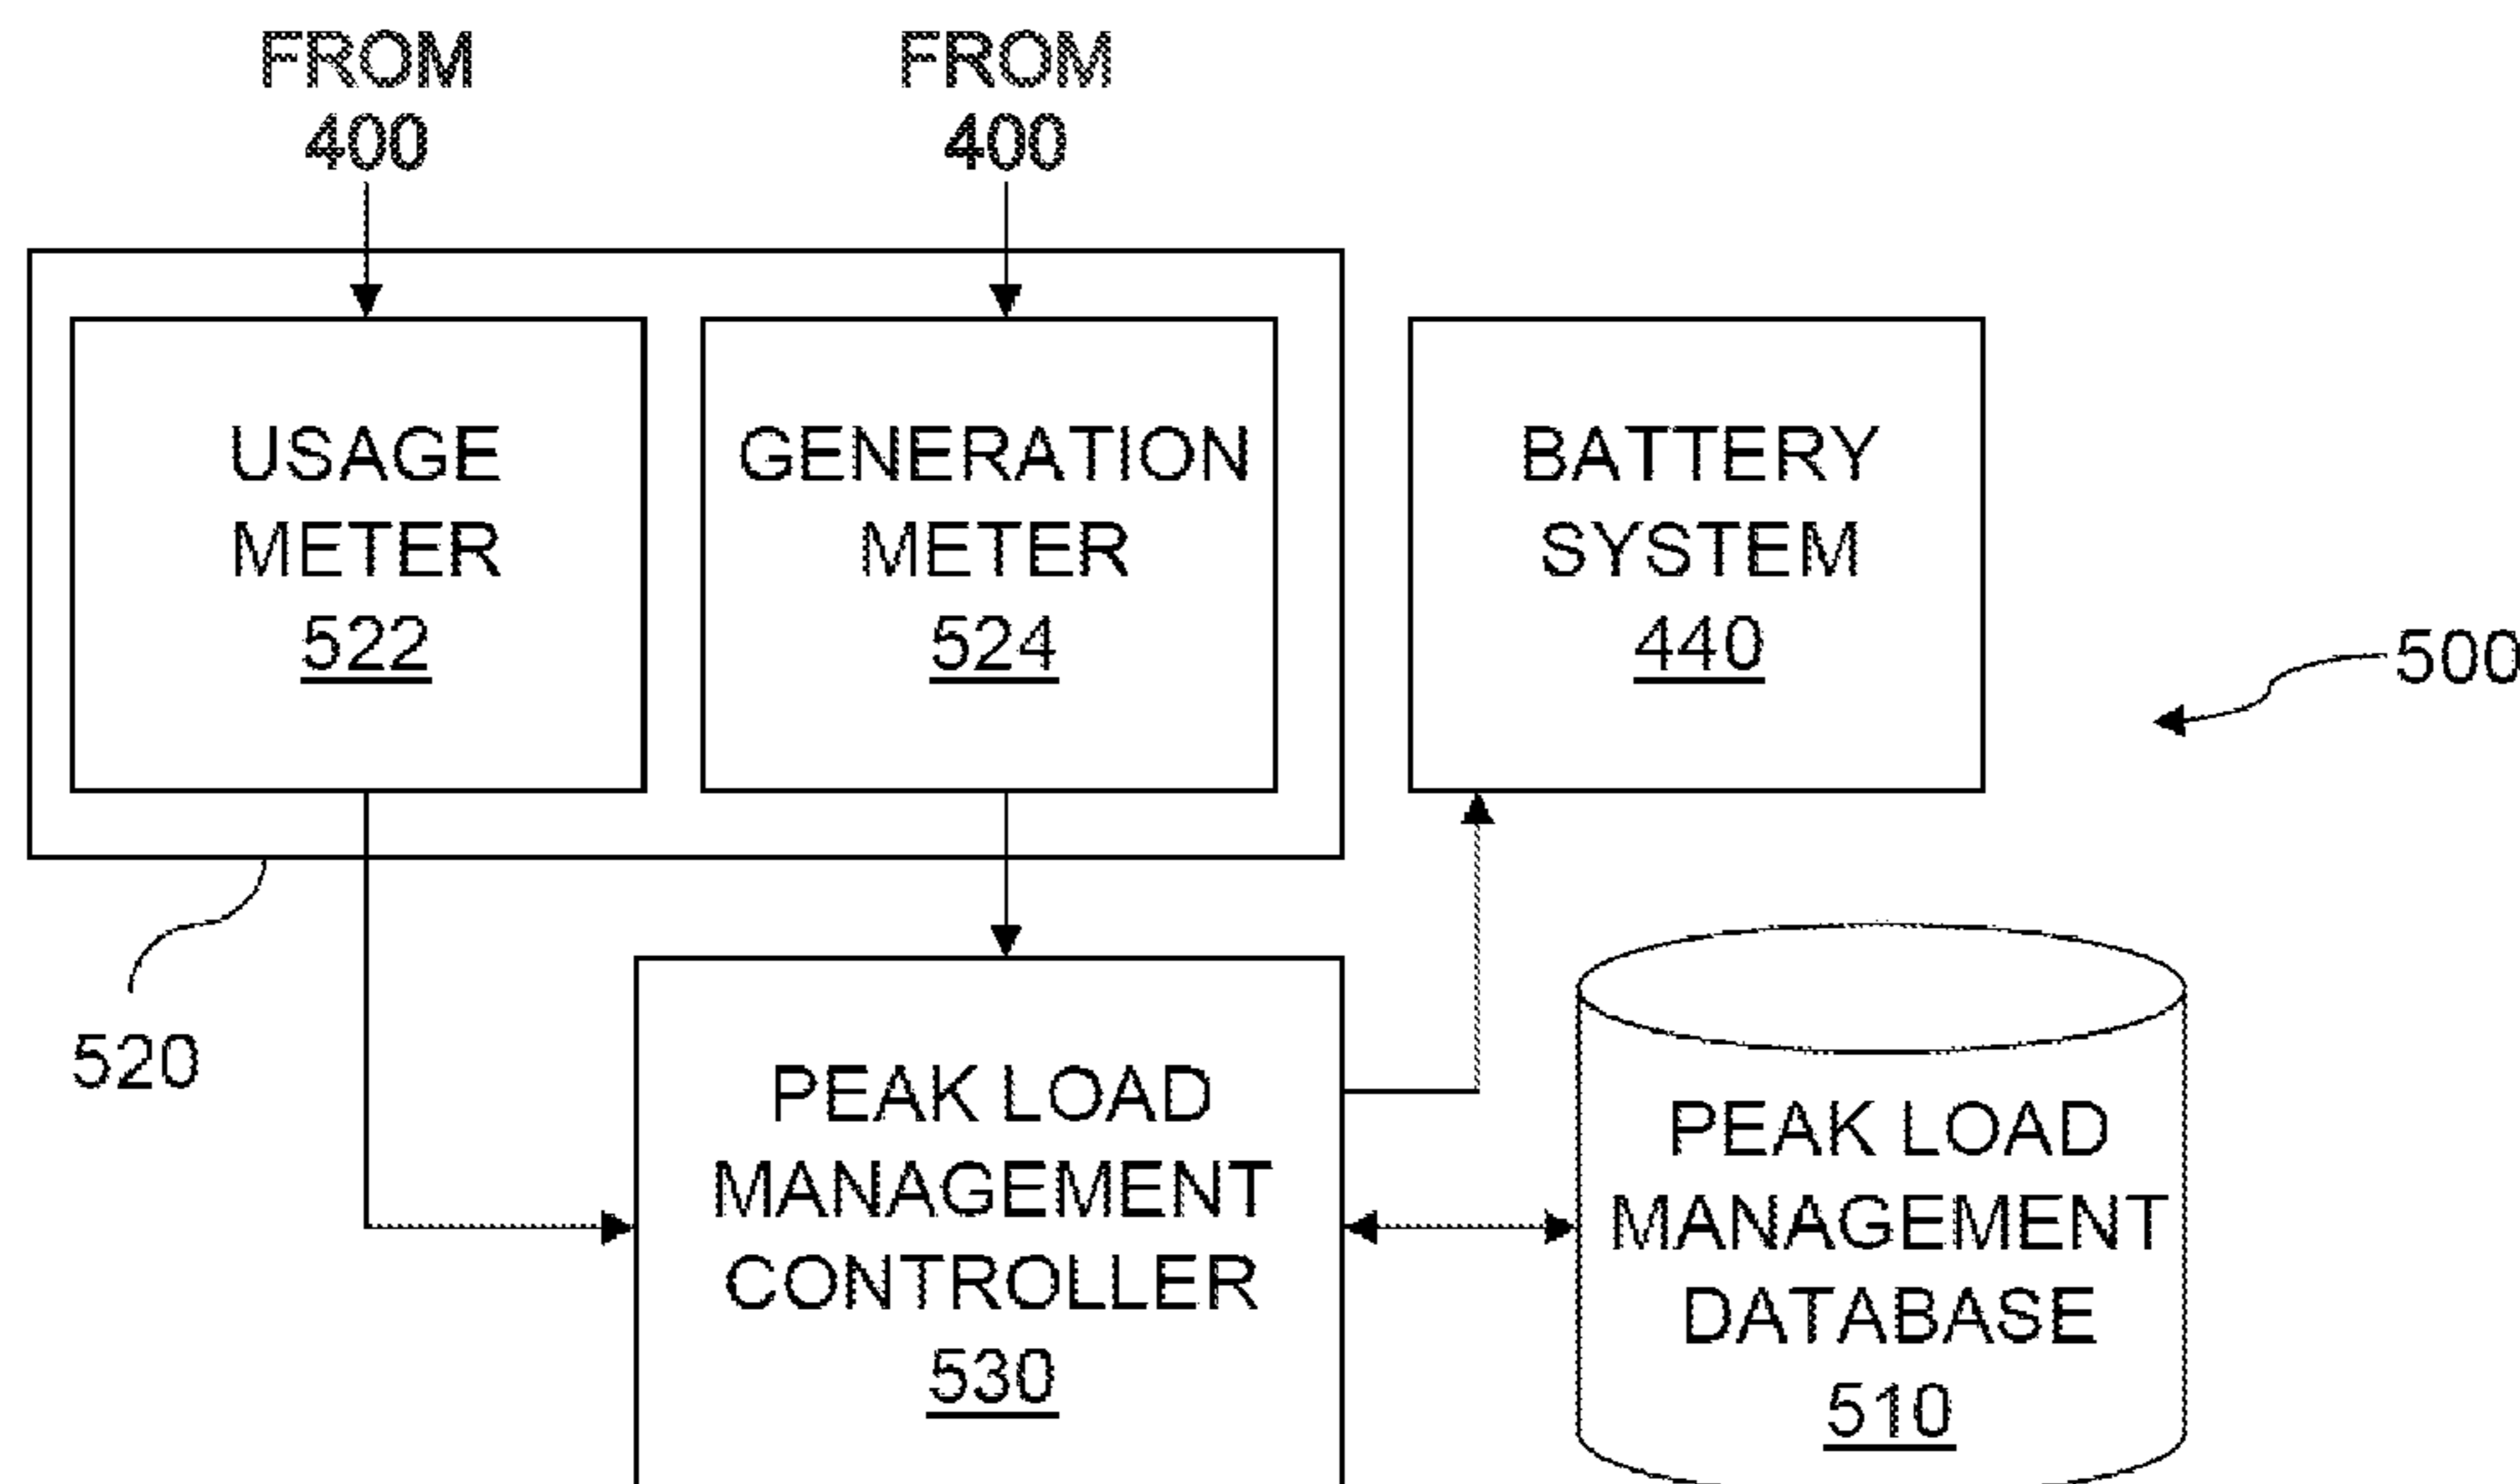 FROM
400
FROM
400
USAGE
METER
522
GENERATION
METER
524
BATTERY
SYSTEM
440
500
520
PEAK LOAD
MANAGEMENT
CONTROLLER
530
PEAK LOAD
MANAGEMENT
DATABASE
510